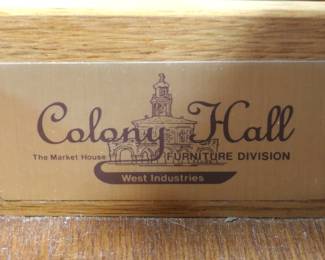 Colony Hall
The Market House FURNITURE DIVISION
West Industries